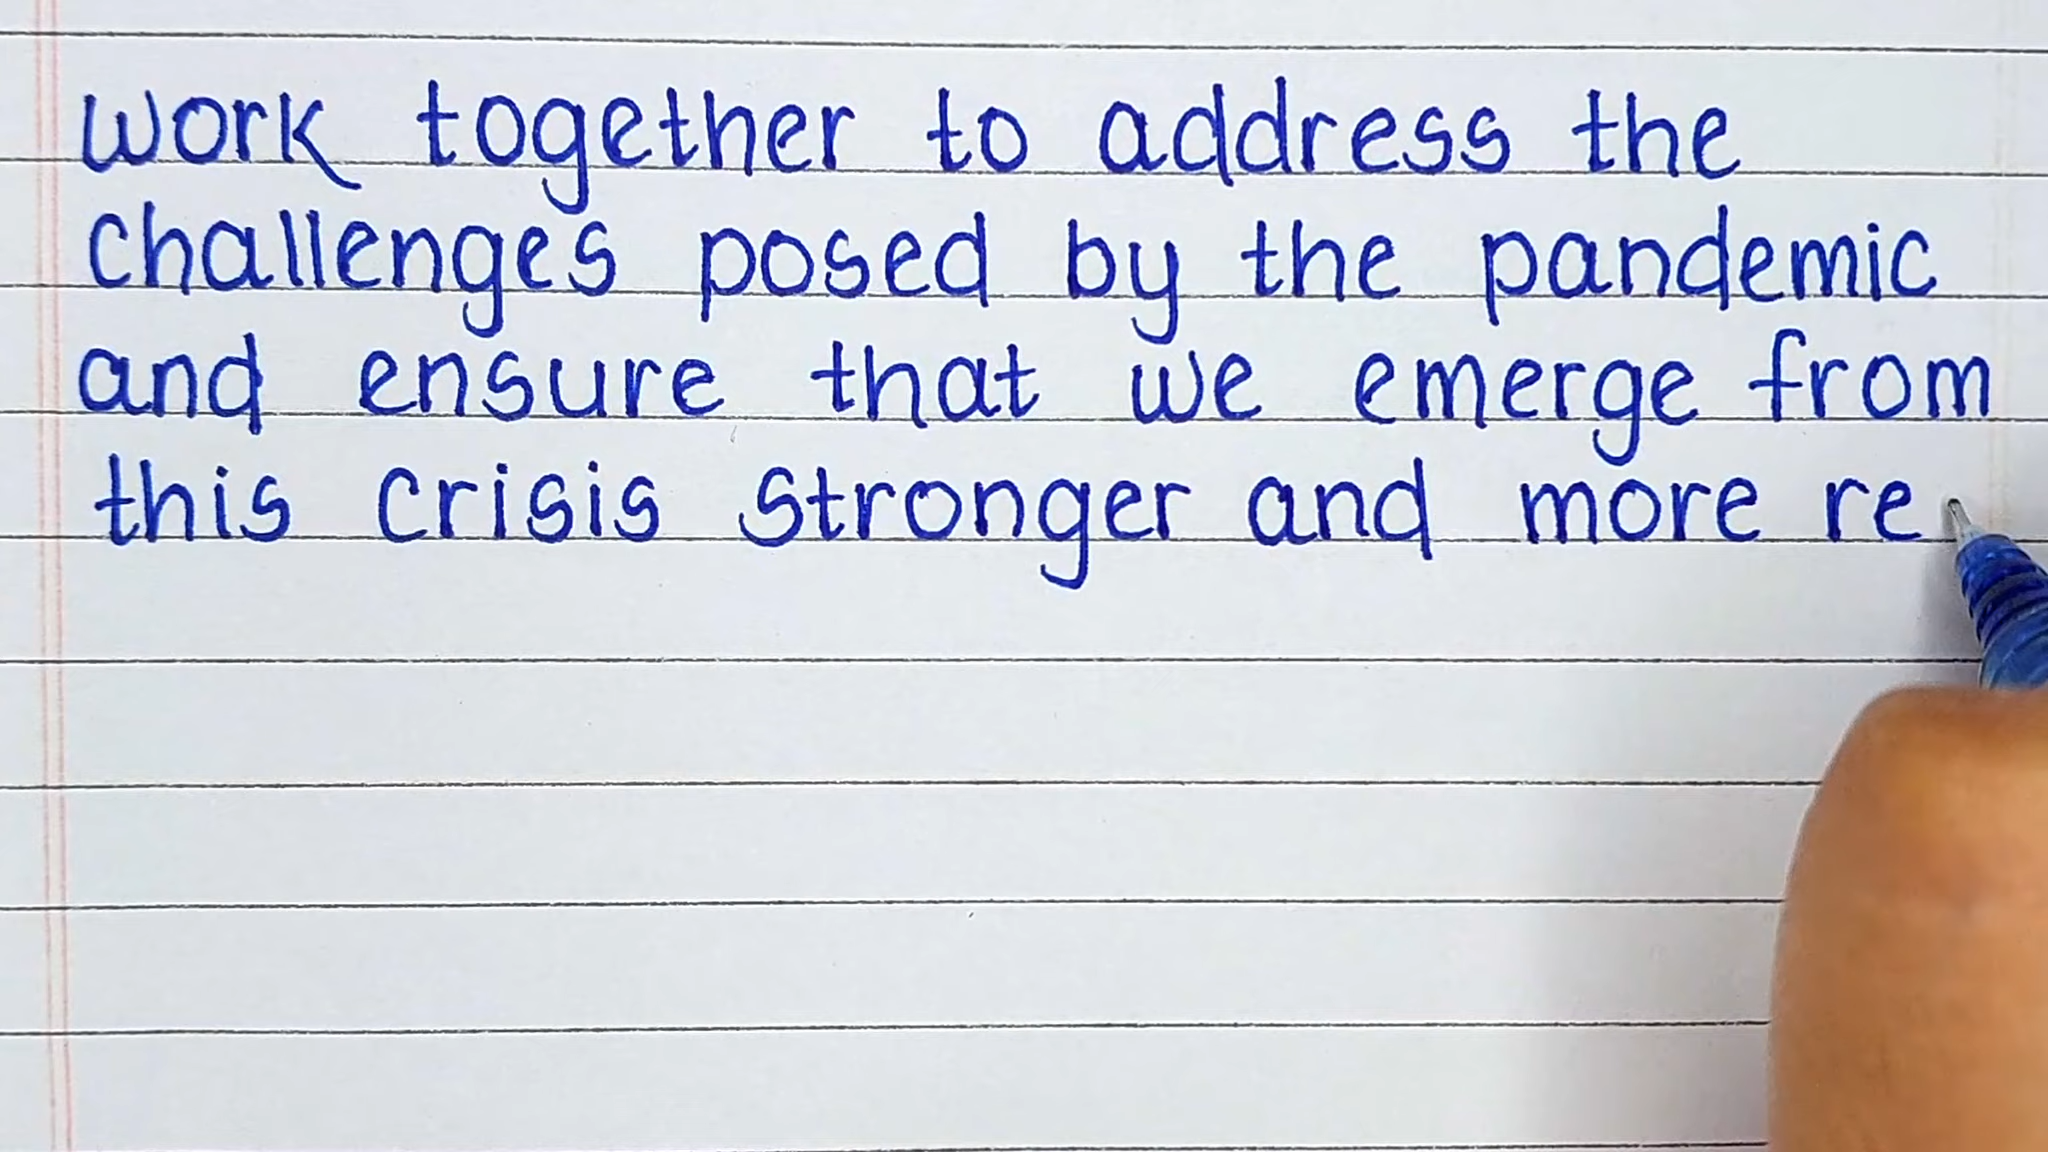 work together to address the
challenges posed by the pandemic
and ensure that we emerge from
this crisis stronger and more re